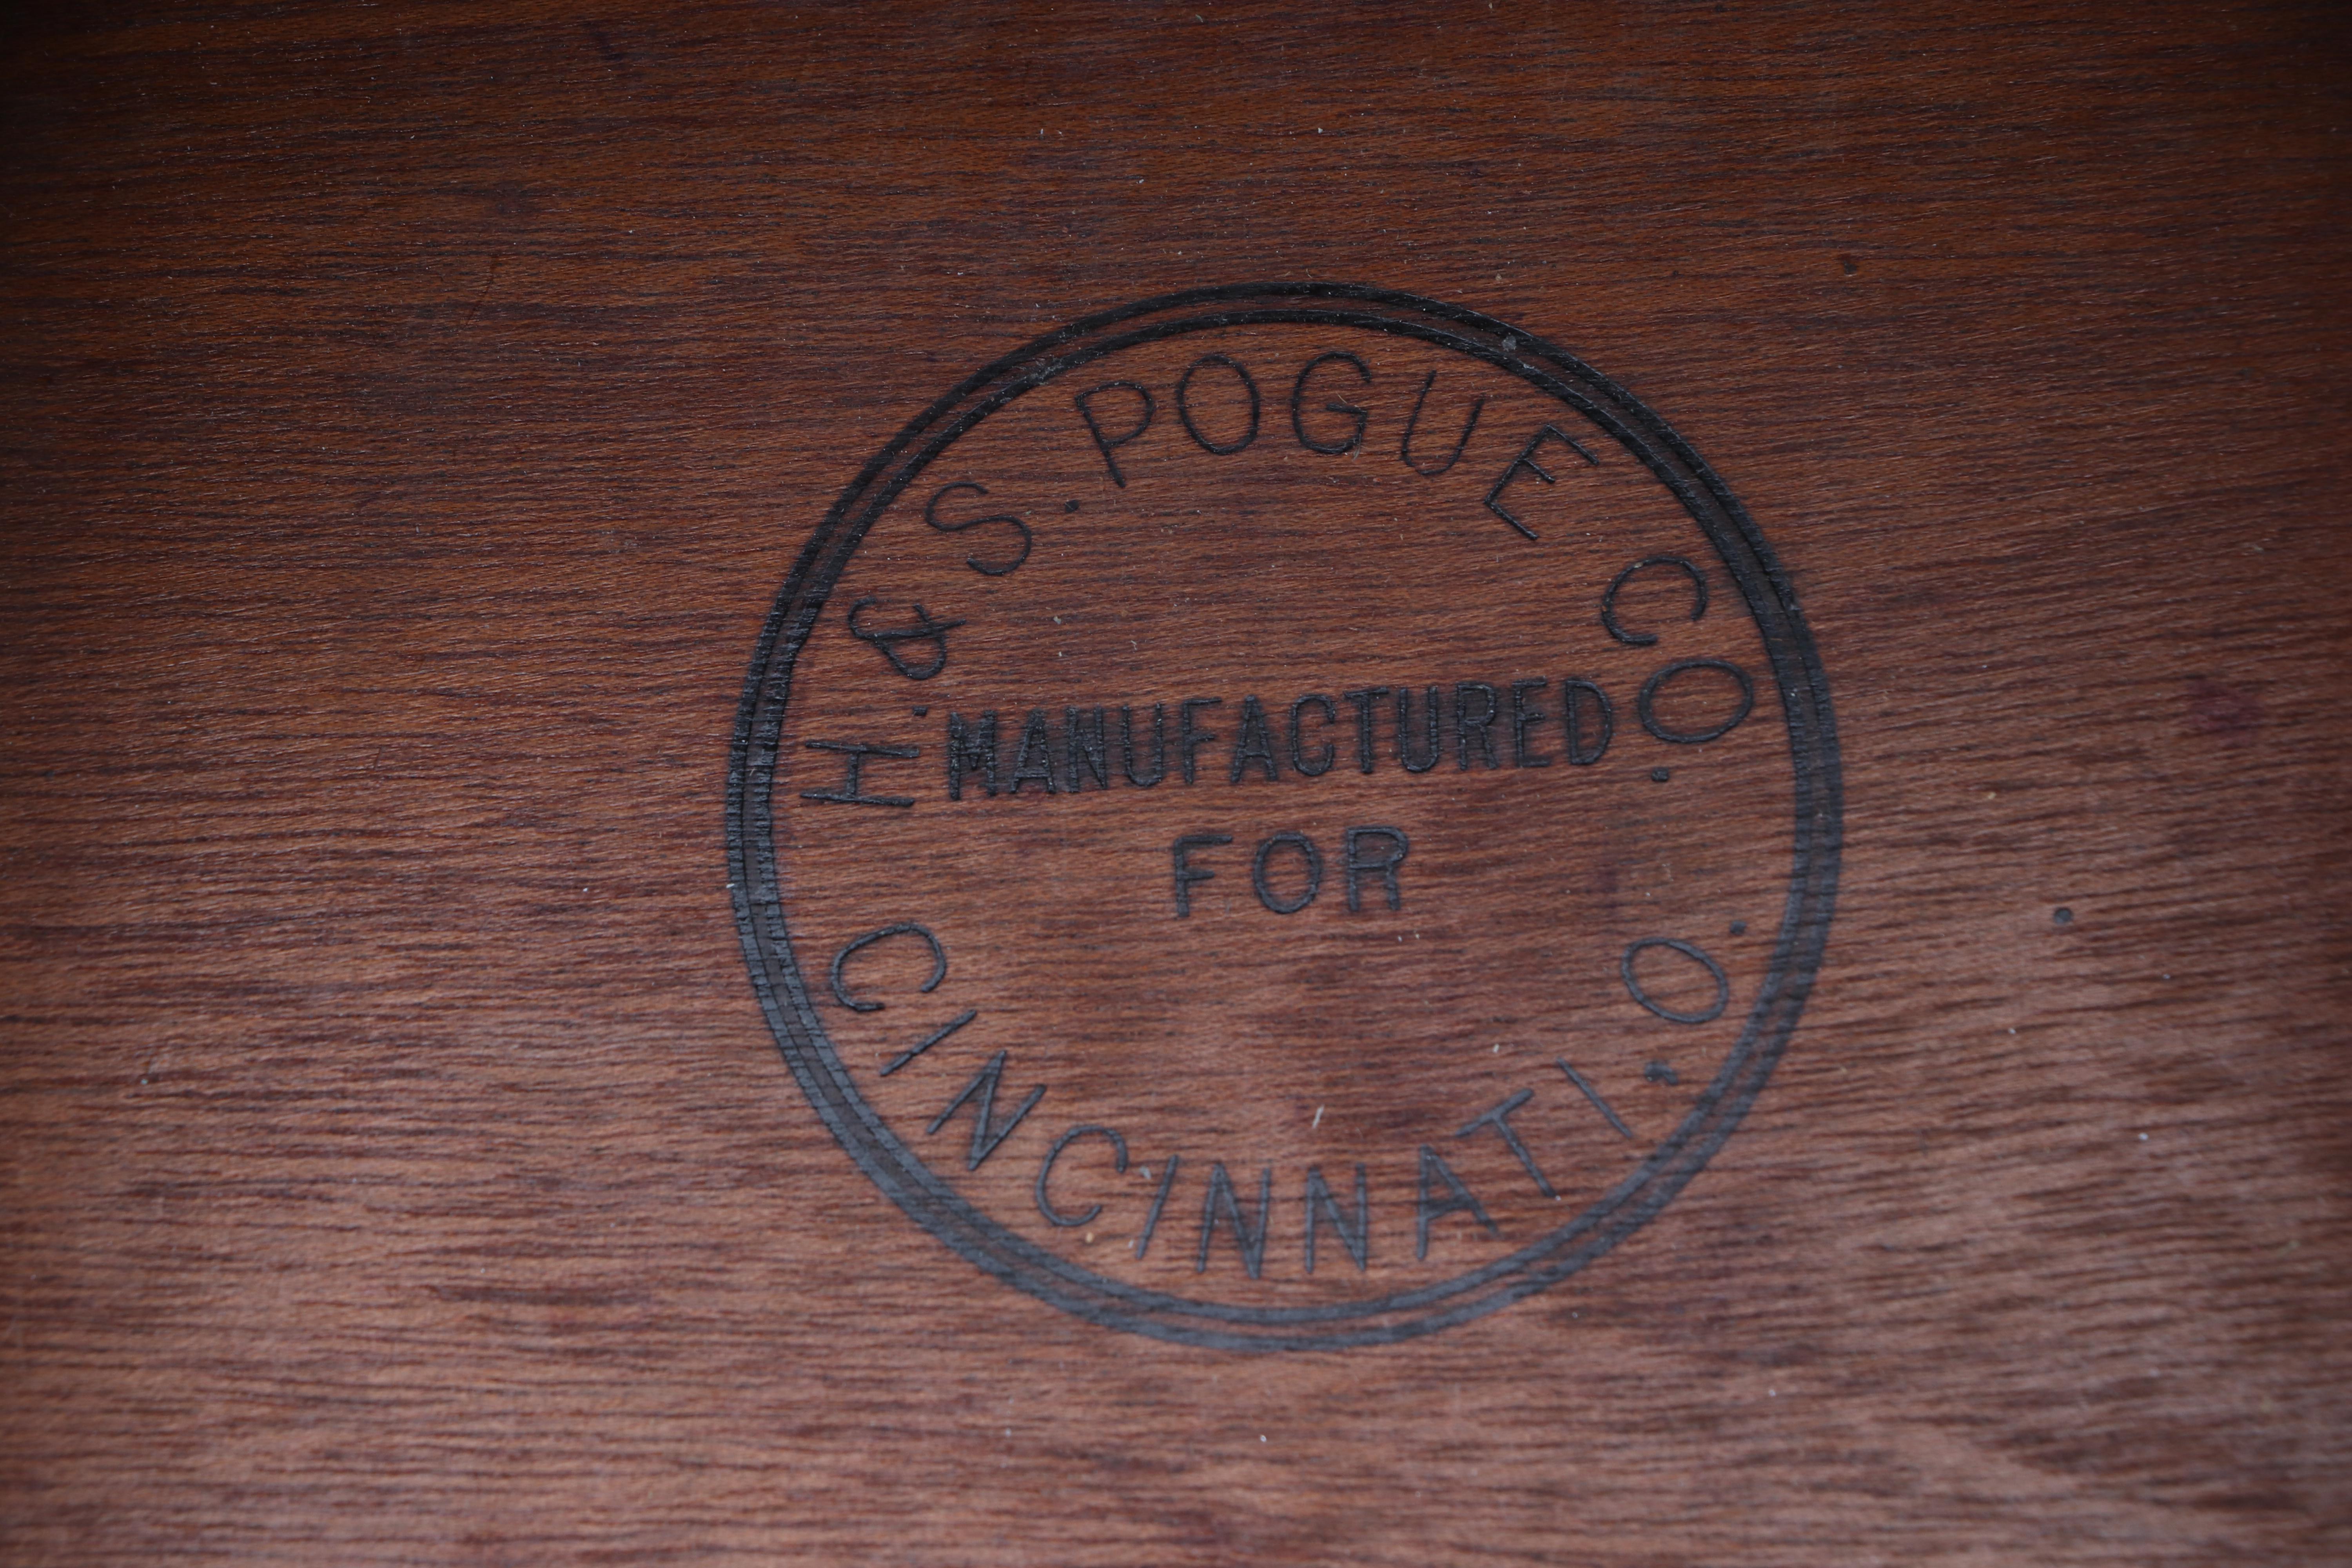 H. & S. POGUE CO.
MANUFACTURED
FOR
CINCINNATI, O.